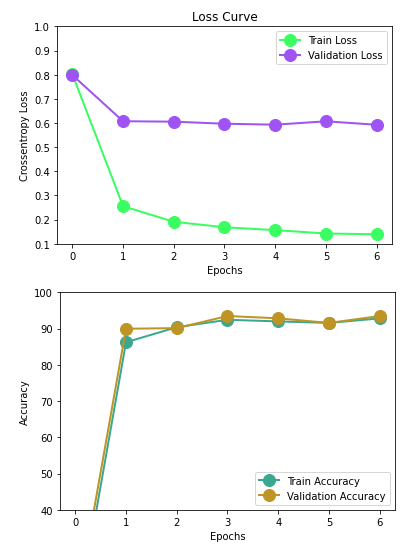 Loss Curve
1.0
0.9
0.8
0.7
0.6
0.5
0.4
0.3
0.2
0.1
Crossentropy Loss
Train Loss
Validation Loss
0 1 2 3 4 5 6
Epochs
100
90
80
70
60
50
40
Accuracy
Train Accuracy
Validation Accuracy
0 1 2 3 4 5 6
Epochs